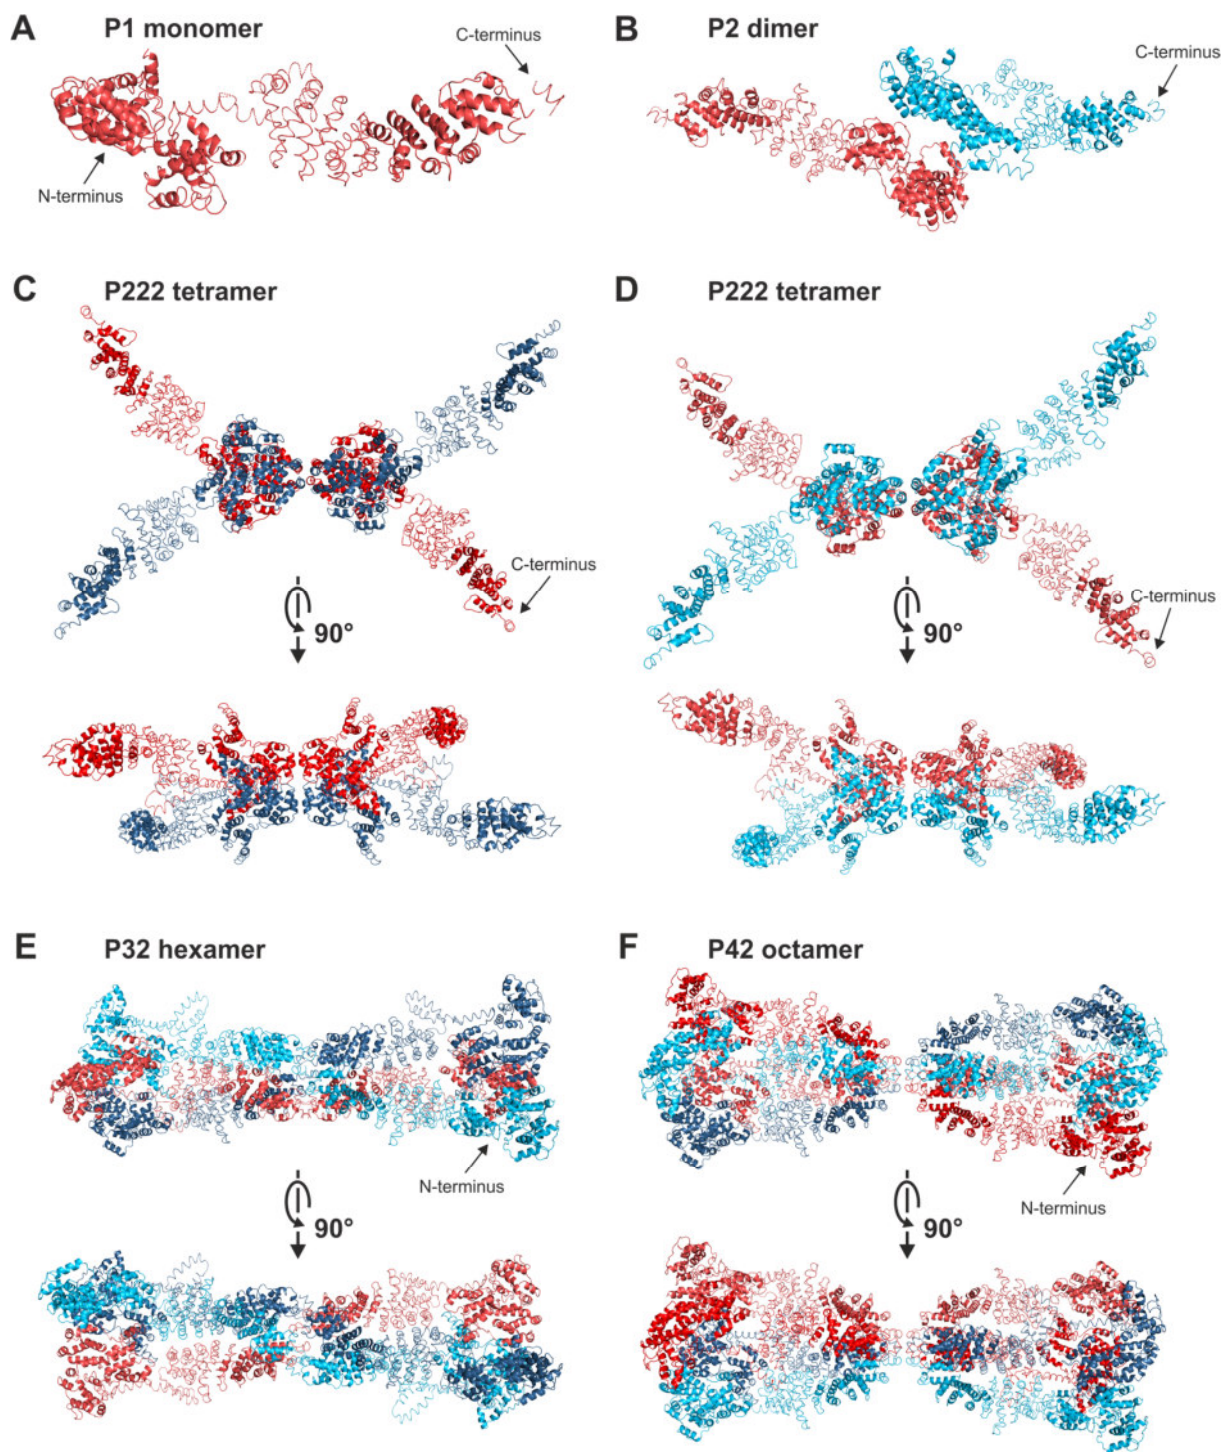 A P1 monomer
C-terminus
N-terminus
B P2 dimer
C-terminus
C P222 tetramer
C-terminus
90°
D P222 tetramer
C-terminus
90°
E P32 hexamer
N-terminus
90°
F P42 octamer
N-terminus
90°